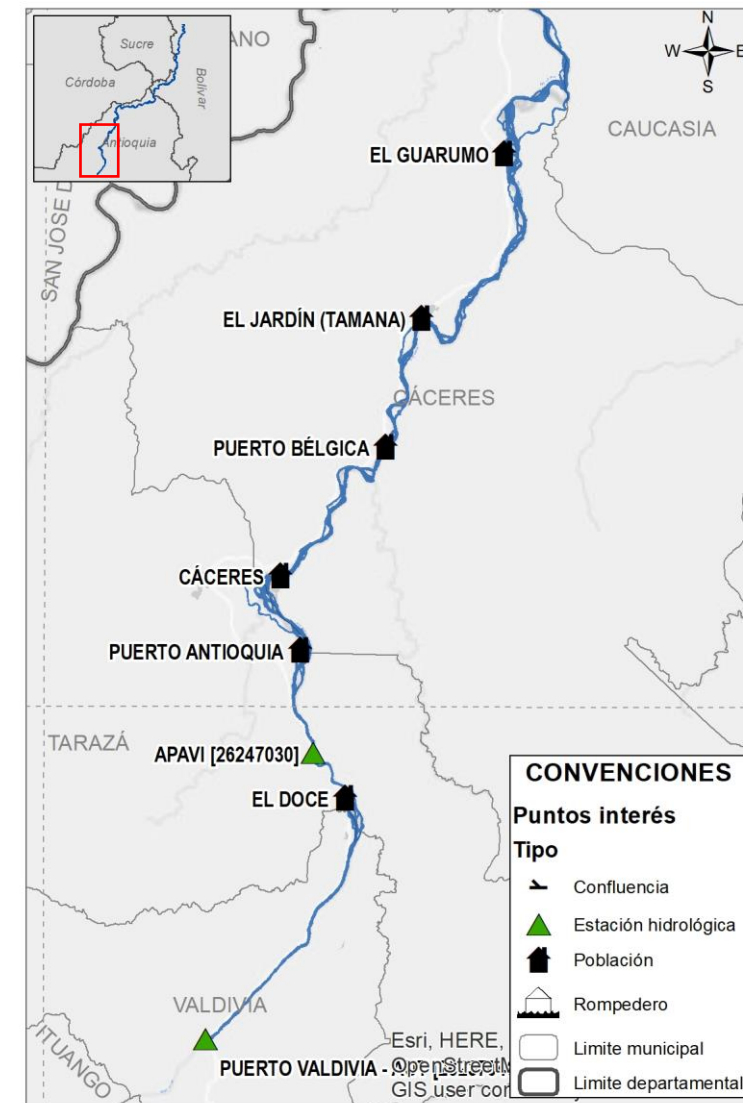 Sucre
Córdoba
Bolivar
Antioquia
ANO
N
W E
S
CAUCASIA
EL GUARUMO
SAN JOSE D
EL JARDÍN (TAMANA)
CÁCERES
PUERTO BÉLGICA
CÁCERES
PUERTO ANTIOQUIA
TARAZÁ
APAVI [26247030]
EL DOCE
VALDIVIA
ITUANGO
PUERTO VALDIVIA -
Esri, HERE,
GIS user
CONVENCIONES
Puntos interés
Tipo
Confluencia
Estación hidrológica
Población
Rompedero
Limite municipal
Limite departamental